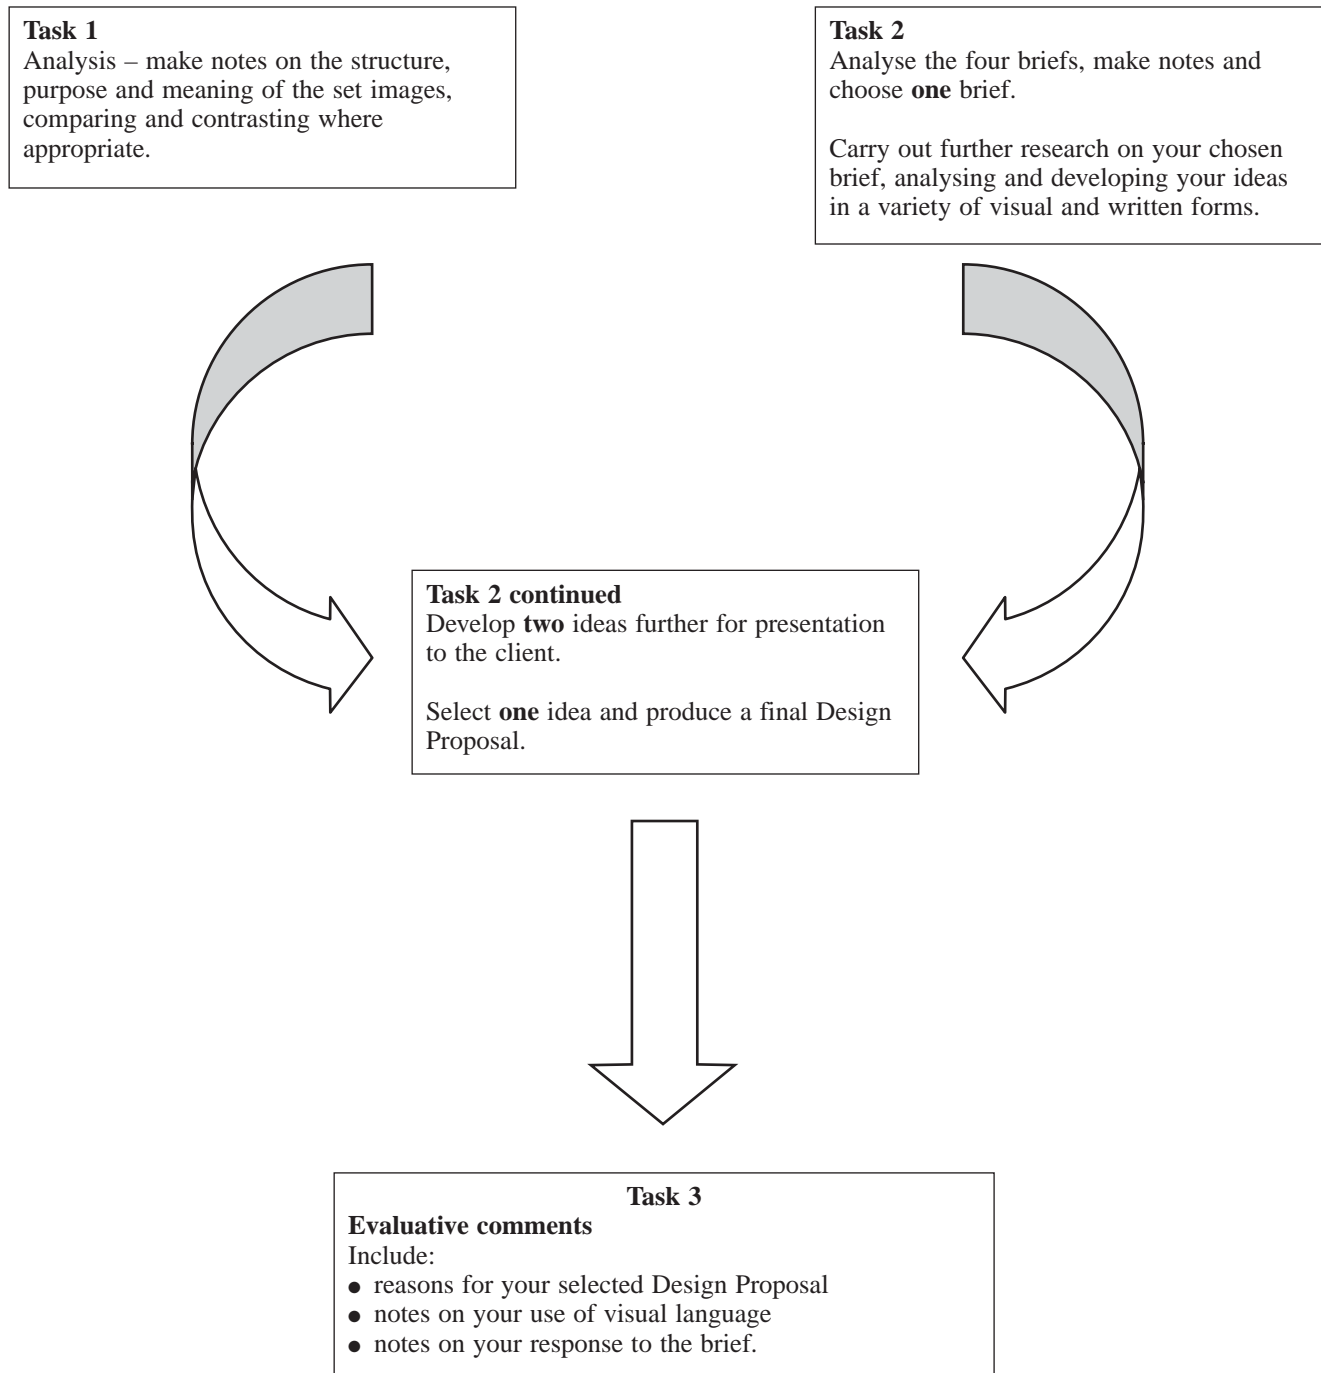 Task 1
Analysis – make notes on the structure,
purpose and meaning of the set images,
comparing and contrasting where
appropriate.
Task 2
Analyse the four briefs, make notes and
choose one brief.
Carry out further research on your chosen
brief, analysing and developing your ideas
in a variety of visual and written forms.
Task 2 continued
Develop two ideas further for presentation
to the client.
Select one idea and produce a final Design
Proposal.
Task 3
Evaluative comments
Include:
● reasons for your selected Design Proposal
● notes on your use of visual language
● notes on your response to the brief.